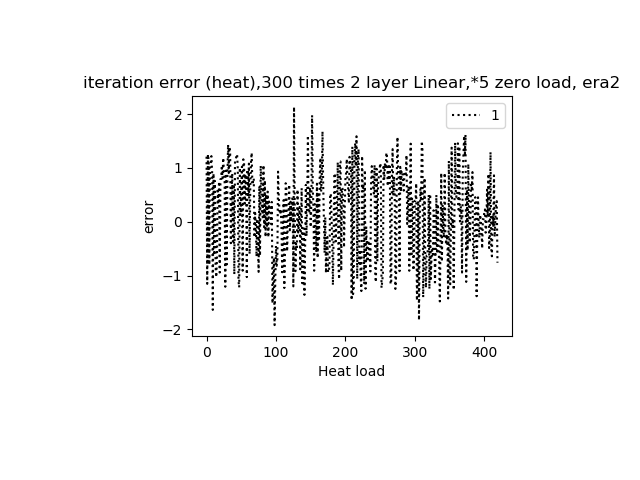 iteration error (heat),300 times 2 layer Linear,*5 zero load, era2
1
2
1
0
−1
−2
error
0 100 200 300 400
Heat load